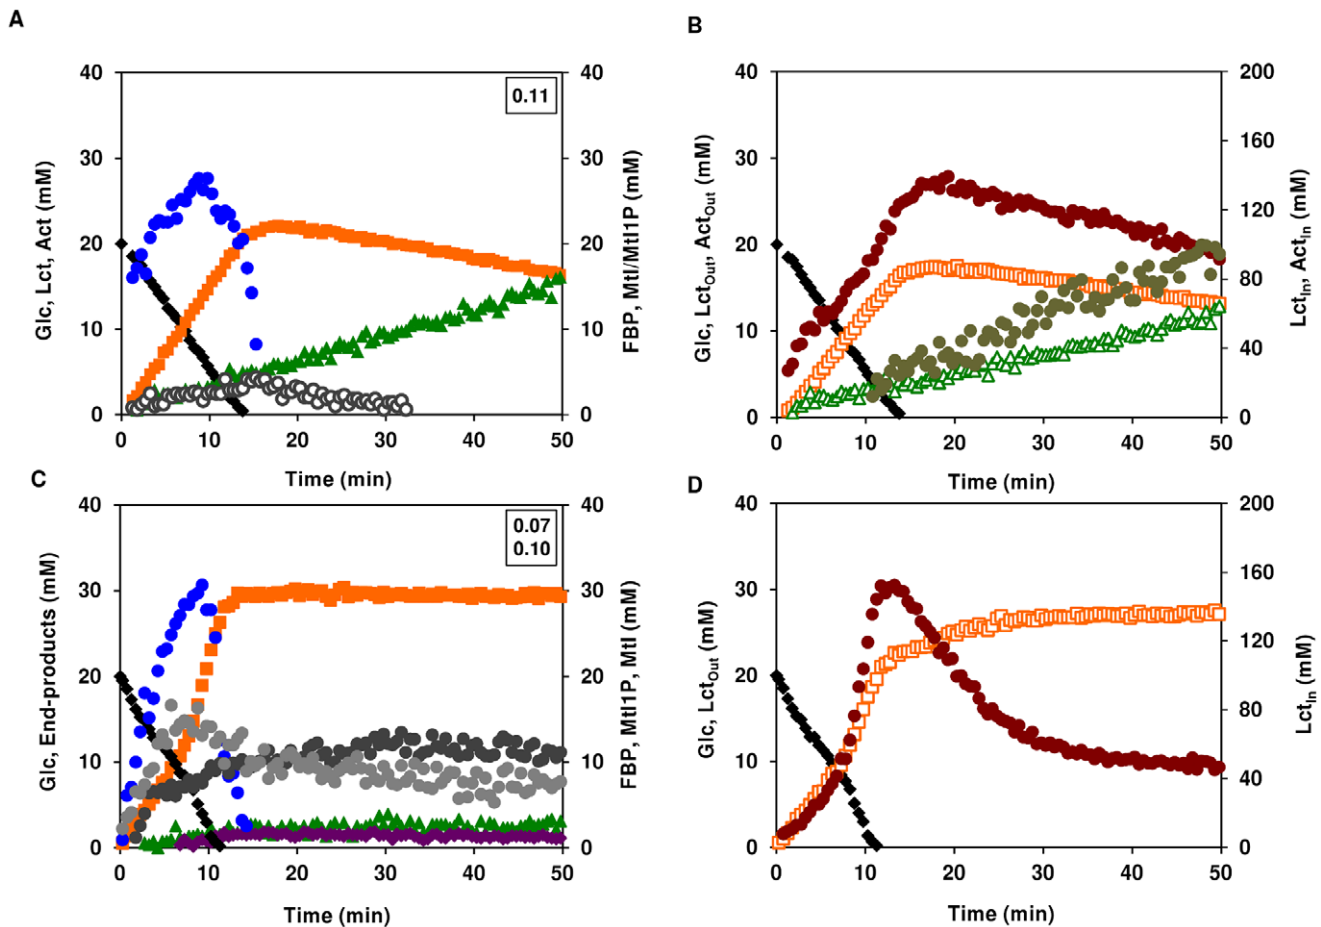 A
40
30
20
10
0
Glc, Lct, Act (mM)
0.11
40
30
20
10
0
FBP, Mtl/Mtl1P (mM)
0 10 20 30 40 50
Time (min)
B
40
30
20
10
0
Glc, LctOut, ActOut (mM)
200
160
120
80
40
0
LctIn, ActIn (mM)
0 10 20 30 40 50
Time (min)
C
40
30
20
10
0
Glc, End-products (mM)
0.07
0.10
40
30
20
10
0
FBP, Mtl1P, Mtl (mM)
0 10 20 30 40 50
Time (min)
D
40
30
20
10
0
Glc, LctOut (mM)
200
160
120
80
40
0
LctIn (mM)
0 10 20 30 40 50
Time (min)